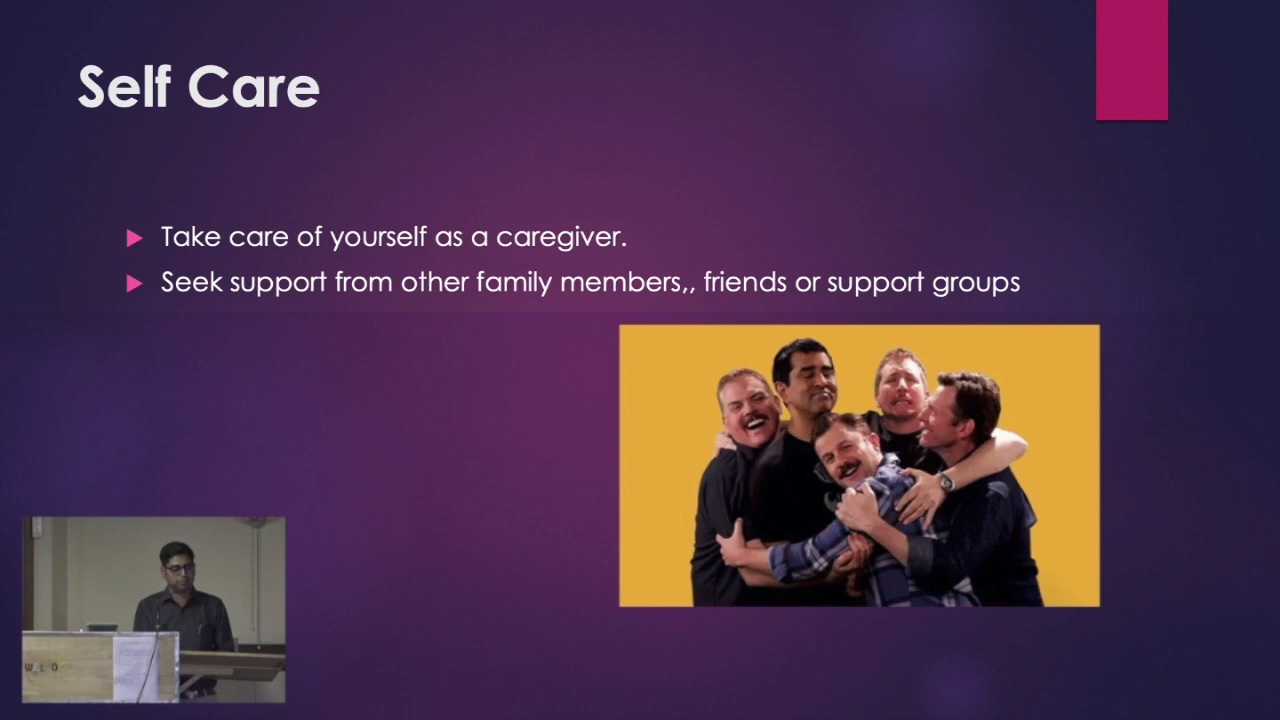 Self Care
Take care of yourself as a caregiver.
Seek support from other family members,, friends or support groups